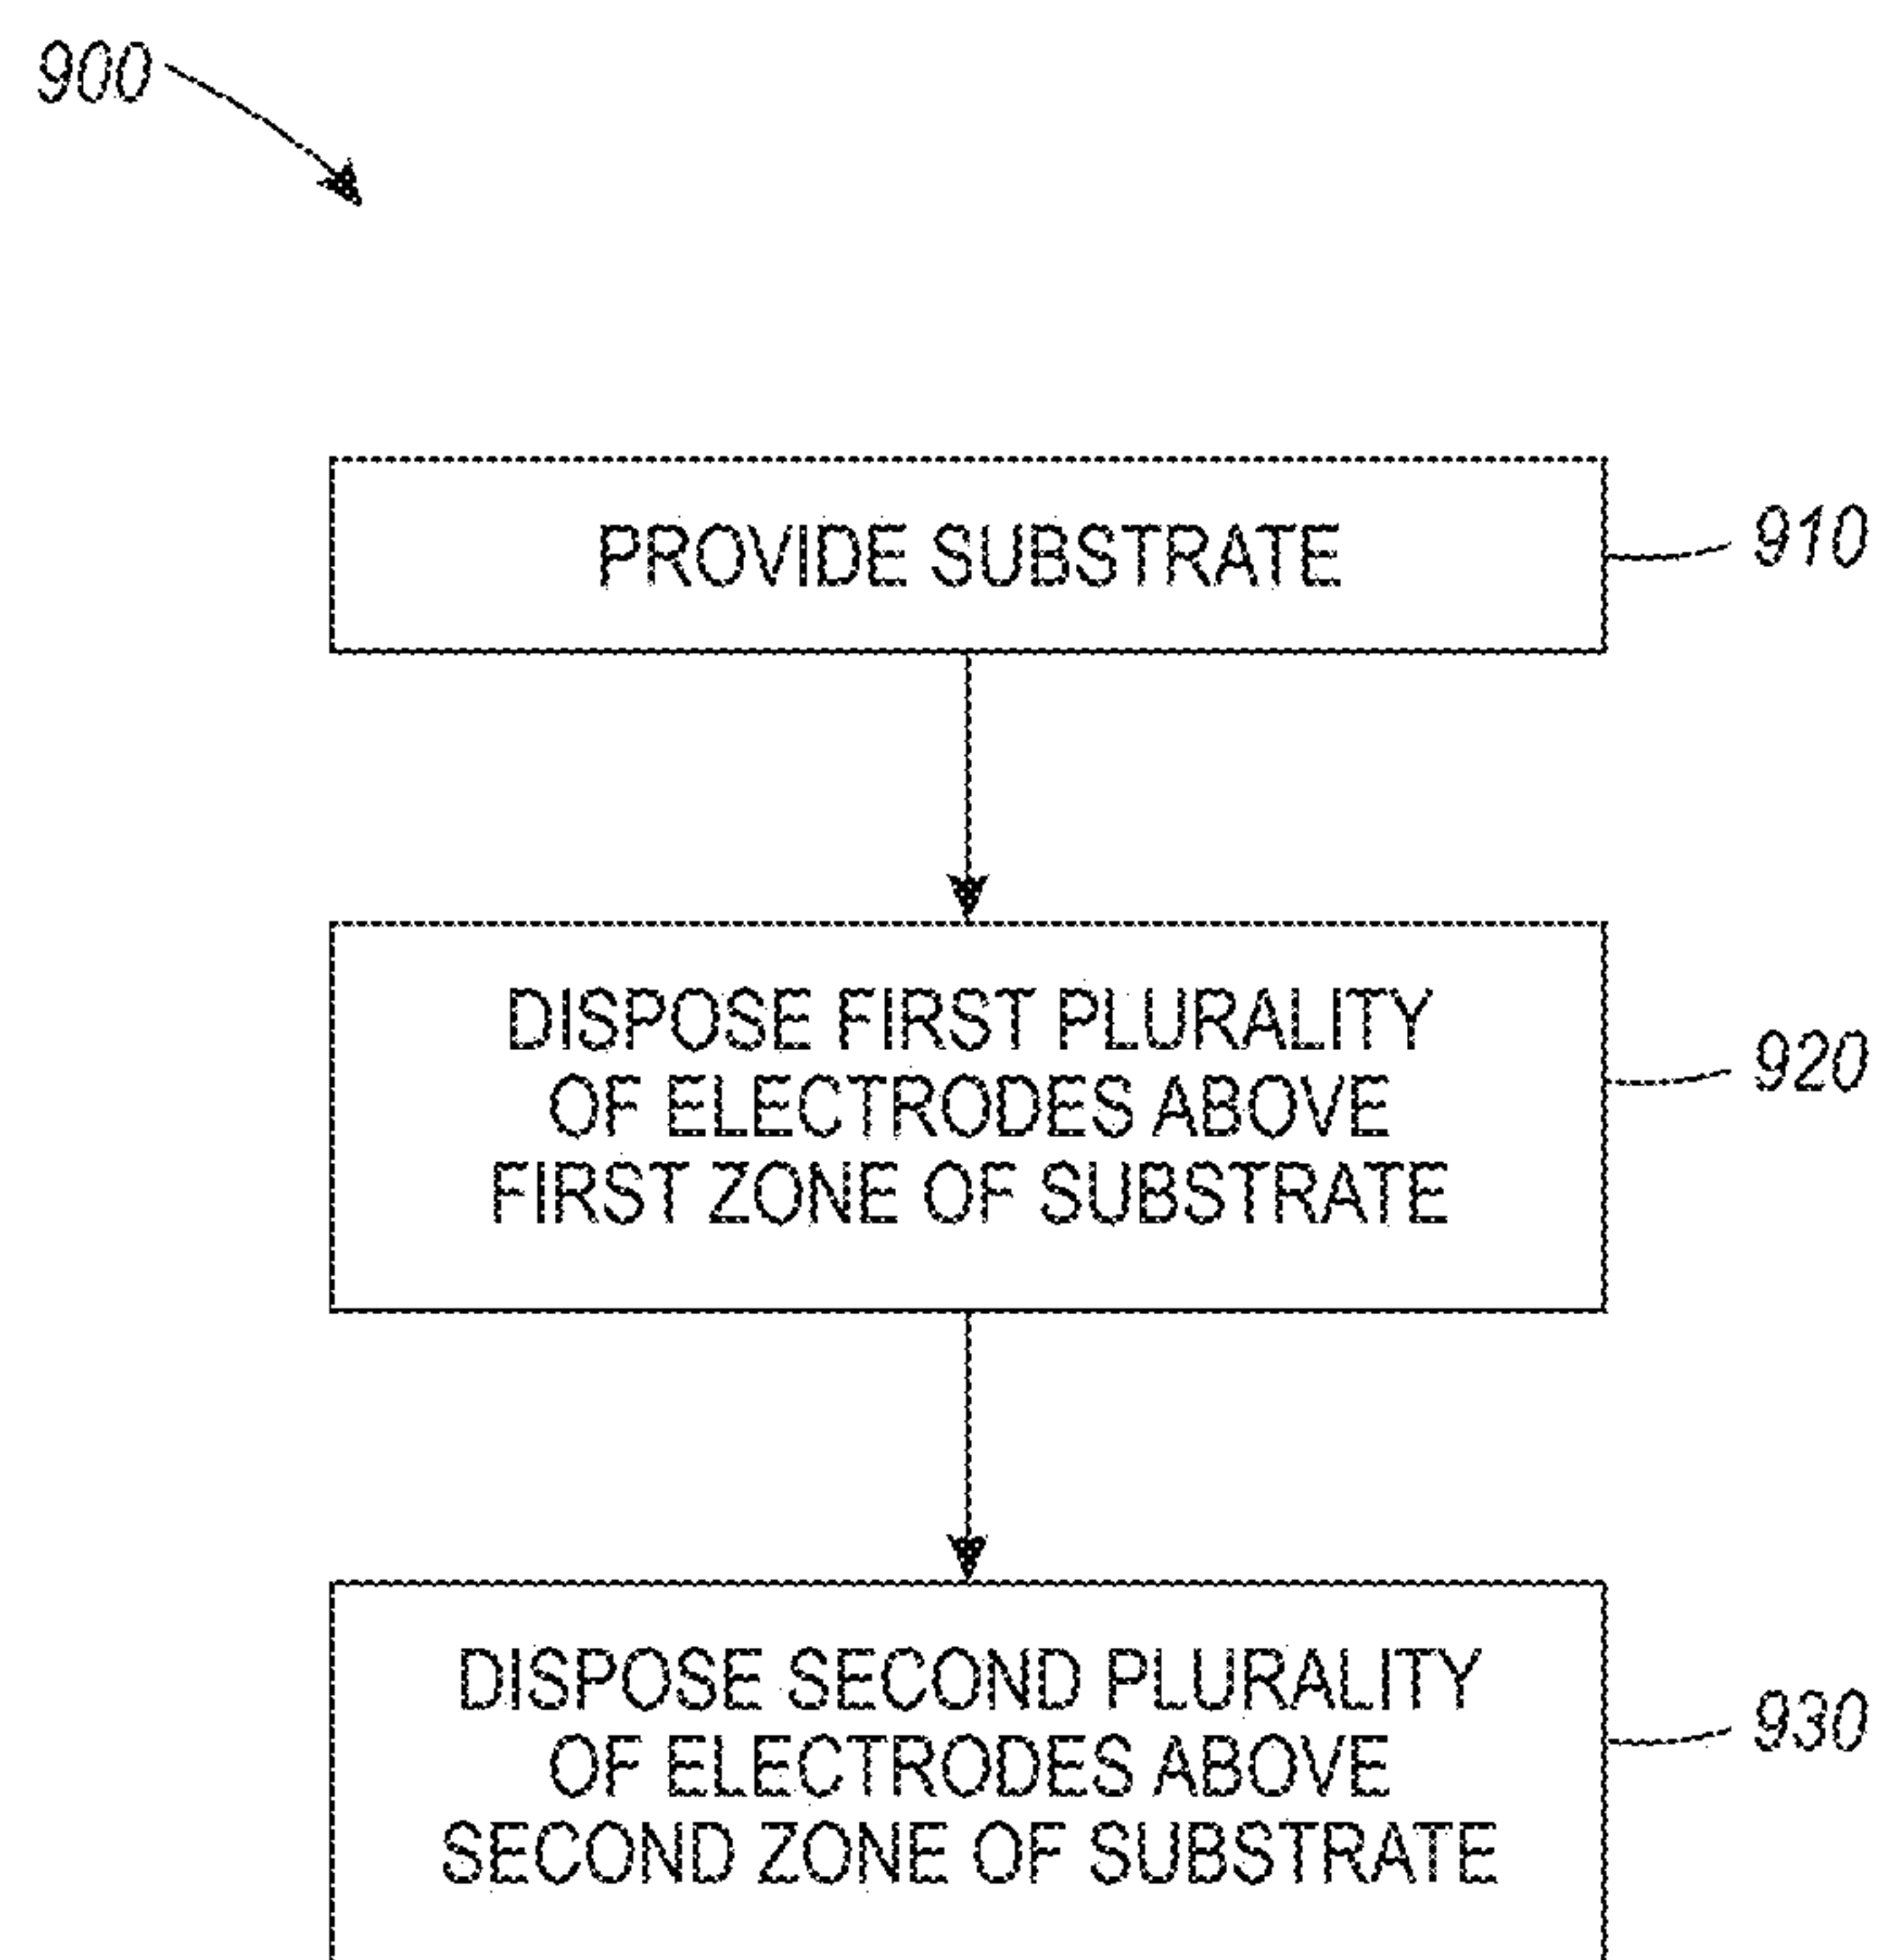 900
PROVIDE SUBSTRATE
910
DISPOSE FIRST PLURALITY
OF ELECTRODES ABOVE
FIRST ZONE OF SUBSTRATE
920
DISPOSE SECOND PLURALITY
OF ELECTRODES ABOVE
SECOND ZONE OF SUBSTRATE
930